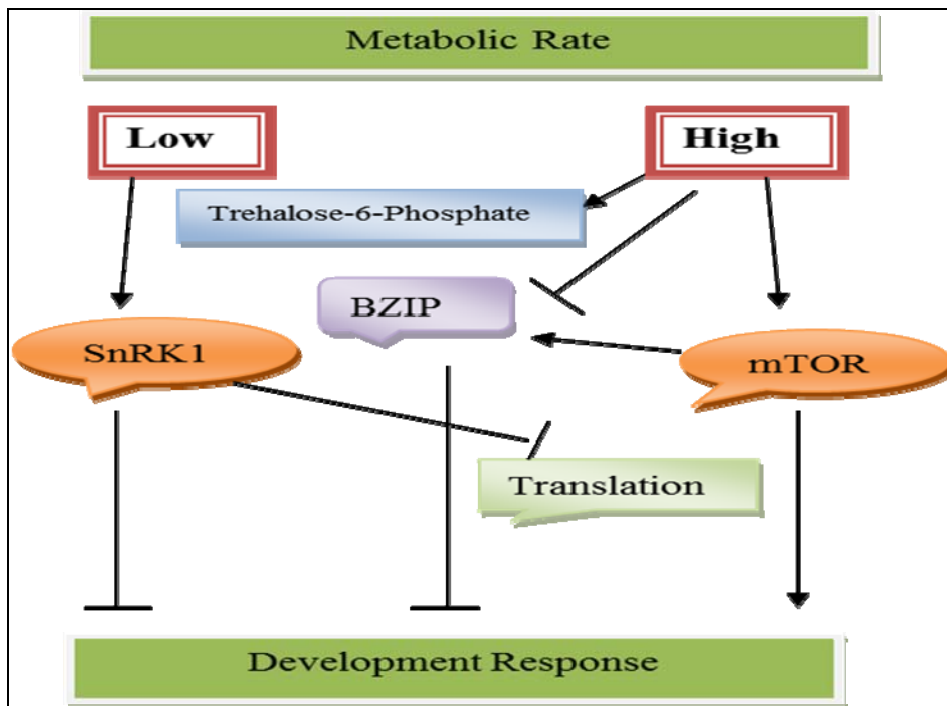 Metabolic Rate
Low
High
Trehalose-6-Phosphate
BZIP
SnRK1
mTOR
Translation
Development Response